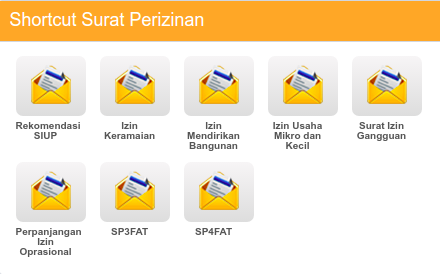 Shortcut Surat Perizinan
Rekomendasi
SIUP
Izin
Keramaian
Izin
Mendirikan
Bangunan
Izin Usaha
Mikro dan
Kecil
Surat Izin
Gangguan
Perpanjangan
Izin
Oprasional
SP3FAT
SP4FAT